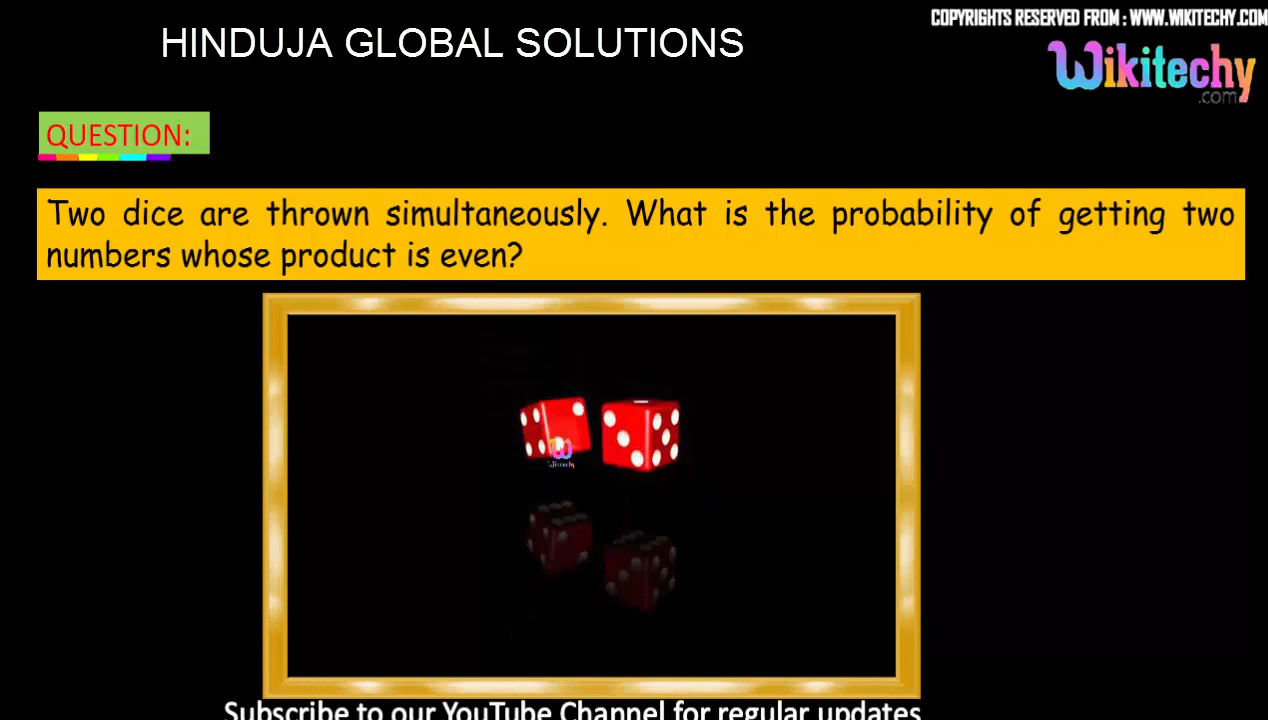 COPYRIGHTS RESERVED FROM : WWW.WIKITECHY.COM
HINDUJA GLOBAL SOLUTIONS
Wikitechy
.com
QUESTION:
Two dice are thrown simultaneously. What is the probability of getting two
numbers whose product is even?
Wikitechy
Subscribe to our YouTube Channel for regular updates